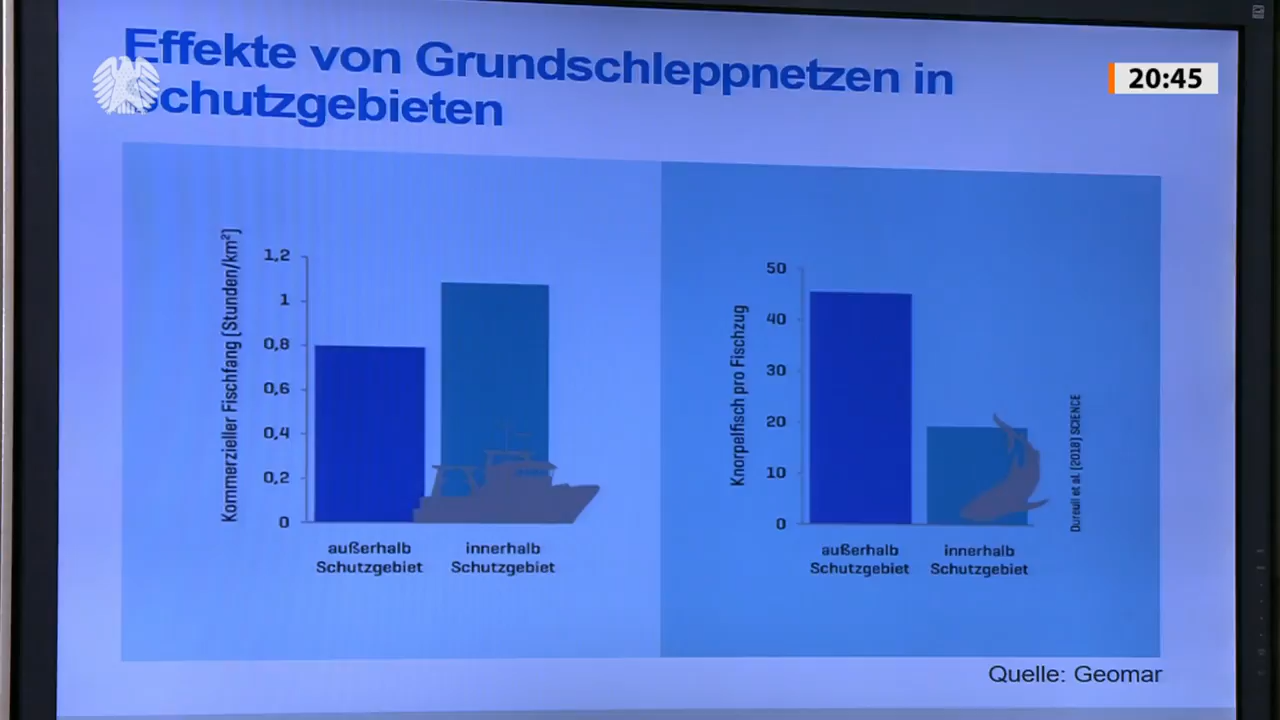 Effekte von Grundschleppnetzen in
Schutzgebieten
20:45
Kommerzieller Fischfang (Stunden/km²)
1,2
1
0,8
0,6
0,4
0,2
0
außerhalb
Schutzgebiet
innerhalb
Schutzgebiet
Knorpelfisch pro Fischzug
50
40
30
20
10
0
außerhalb
Schutzgebiet
innerhalb
Schutzgebiet
Dureuil et al. (2018) SCIENCE
Quelle: Geomar